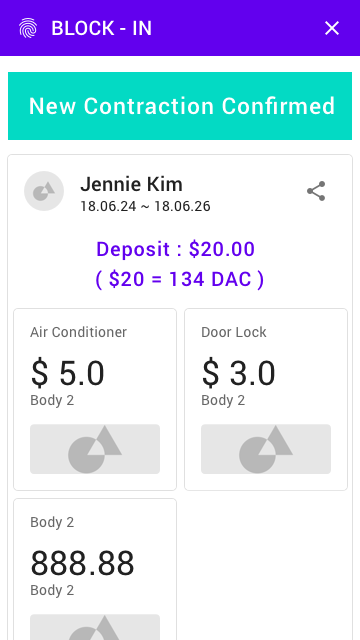 BLOCK - IN
New Contraction Confirmed
Jennie Kim
18.06.24 ~ 18.06.26
Deposit : $20.00
( $20 = 134 DAC )
Air Conditioner
$ 5.0
Body 2
Door Lock
$ 3.0
Body 2
Body 2
888.88
Body 2